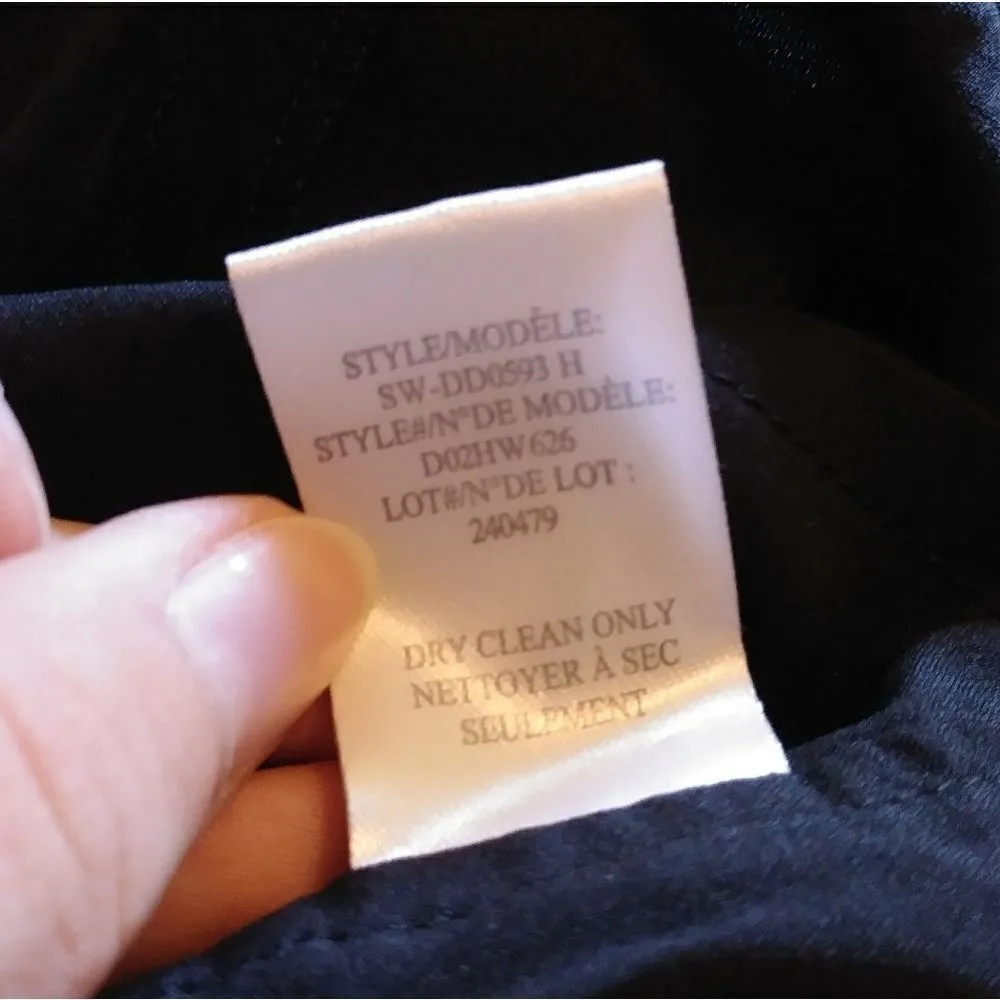 STYLE/MODÈLE:
SW-DD0593 H
STYLE#/N°DE MODÈLE:
D02HW626
LOT#/N°DE LOT :
240479
DRY CLEAN ONLY
NETTOYER À SEC
SEULEMENT